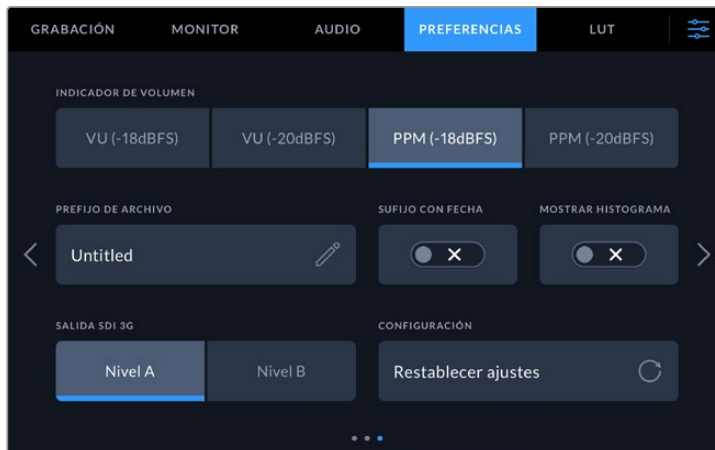 GRABACIÓN MONITOR AUDIO PREFERENCIAS LUT
INDICADOR DE VOLUMEN
VU (-18dBFS) VU (-20dBFS) PPM (-18dBFS) PPM (-20dBFS)
PREFIJO DE ARCHIVO SUFIJO CON FECHA MOSTRAR HISTOGRAMA
Untitled
SALIDA SDI 3G CONFIGURACIÓN
Nivel A Nivel B Restablecer ajustes